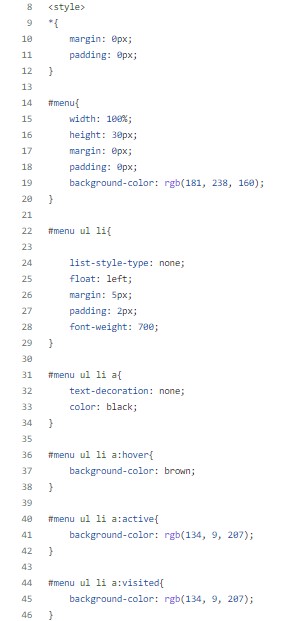 8 <style>
9 *{
10 margin: 0px;
11 padding: 0px;
12 }
13
14 #menu{
15 width: 100%;
16 height: 30px;
17 margin: 0px;
18 padding: 0px;
19 background-color: rgb(181, 238, 160);
20 }
21
22 #menu ul li{
23
24 list-style-type: none;
25 float: left;
26 margin: 5px;
27 padding: 2px;
28 font-weight: 700;
29 }
30
31 #menu ul li a{
32 text-decoration: none;
33 color: black;
34 }
35
36 #menu ul li a:hover{
37 background-color: brown;
38 }
39
40 #menu ul li a:active{
41 background-color: rgb(134, 9, 207);
42 }
43
44 #menu ul li a:visited{
45 background-color: rgb(134, 9, 207);
46 }